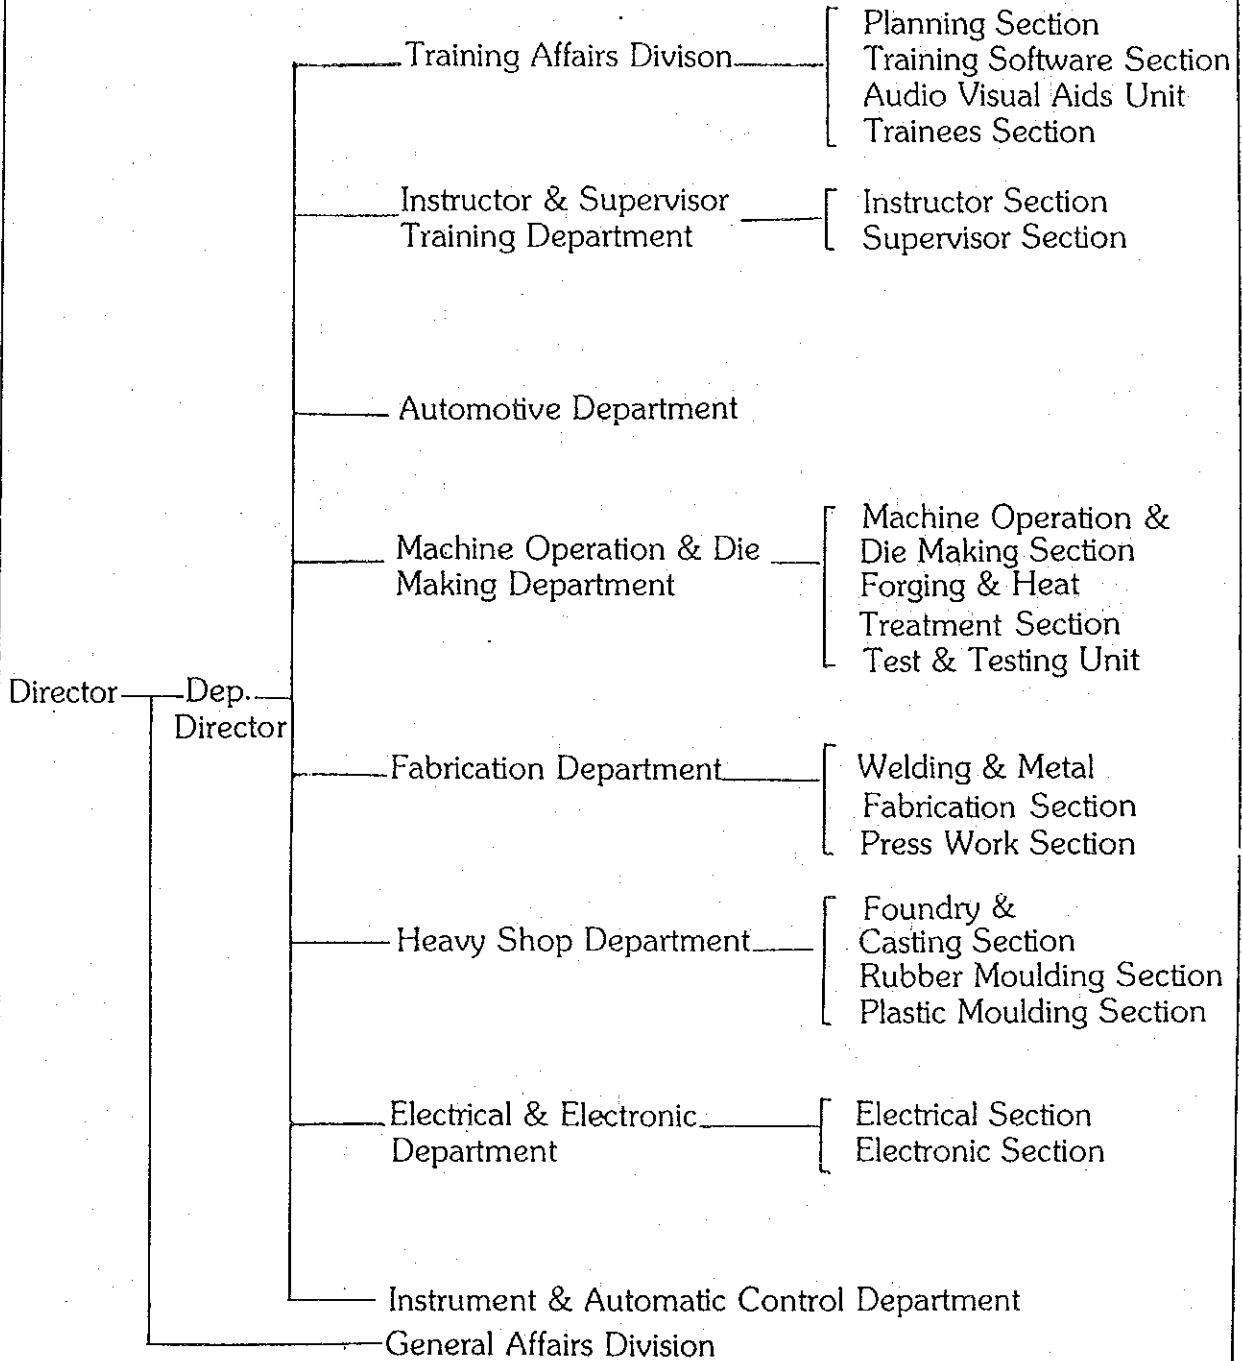 Training Affairs Divison
Planning Section
Training Software Section
Audio Visual Aids Unit
Trainees Section
Instructor & Supervisor
Training Department
Instructor Section
Supervisor Section
Automotive Department
Machine Operation & Die
Making Department
Machine Operation &
Die Making Section
Forging & Heat
Treatment Section
Test & Testing Unit
Director
Dep.
Director
Fabrication Department
Welding & Metal
Fabrication Section
Press Work Section
Heavy Shop Department
Foundry &
Casting Section
Rubber Moulding Section
Plastic Moulding Section
Electrical & Electronic
Department
Electrical Section
Electronic Section
Instrument & Automatic Control Department
General Affairs Division